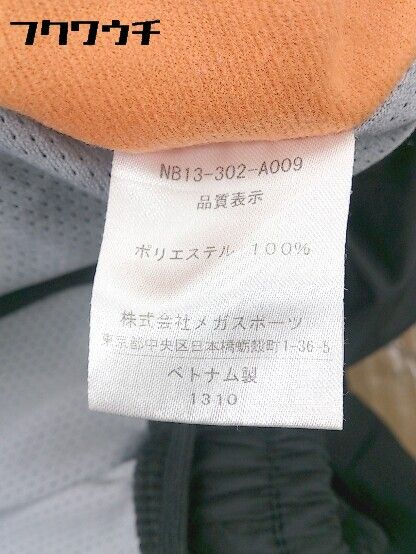 フクワウチ
NB13-302-A009
品質表示
ポリエステル 100%
株式会社メガスポーツ
東京都中央区日本橋蛎殻町1-36-5
ベトナム製
1310